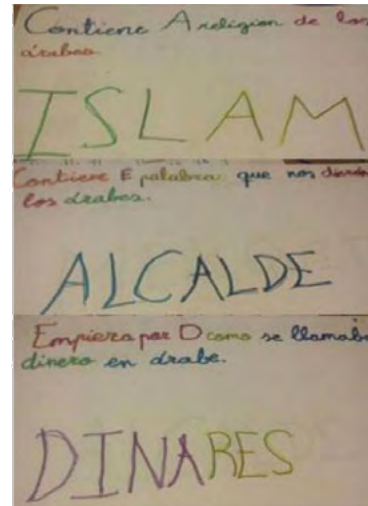 Contiene A religion de los
árabes
ISLAM
Contiene E palabra que nos dieron
los árabes.
ALCALDE
Empieza por D como se llamaba
dinero en árabe.
DINARES